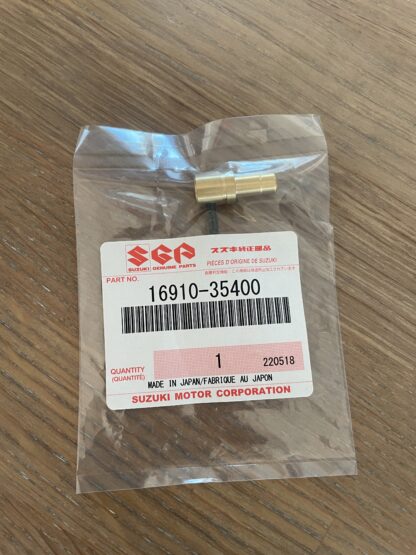 SGP
SUZUKI GENUINE PARTS
スズキ純正部品
PIÈCES D'ORIGINE DE SUZUKI
PART NO.
16910-35400
QUANTITY
(QUANTITÉ)
1
220518
MADE IN JAPAN/FABRIQUE AU JAPON
SUZUKI MOTOR CORPORATION